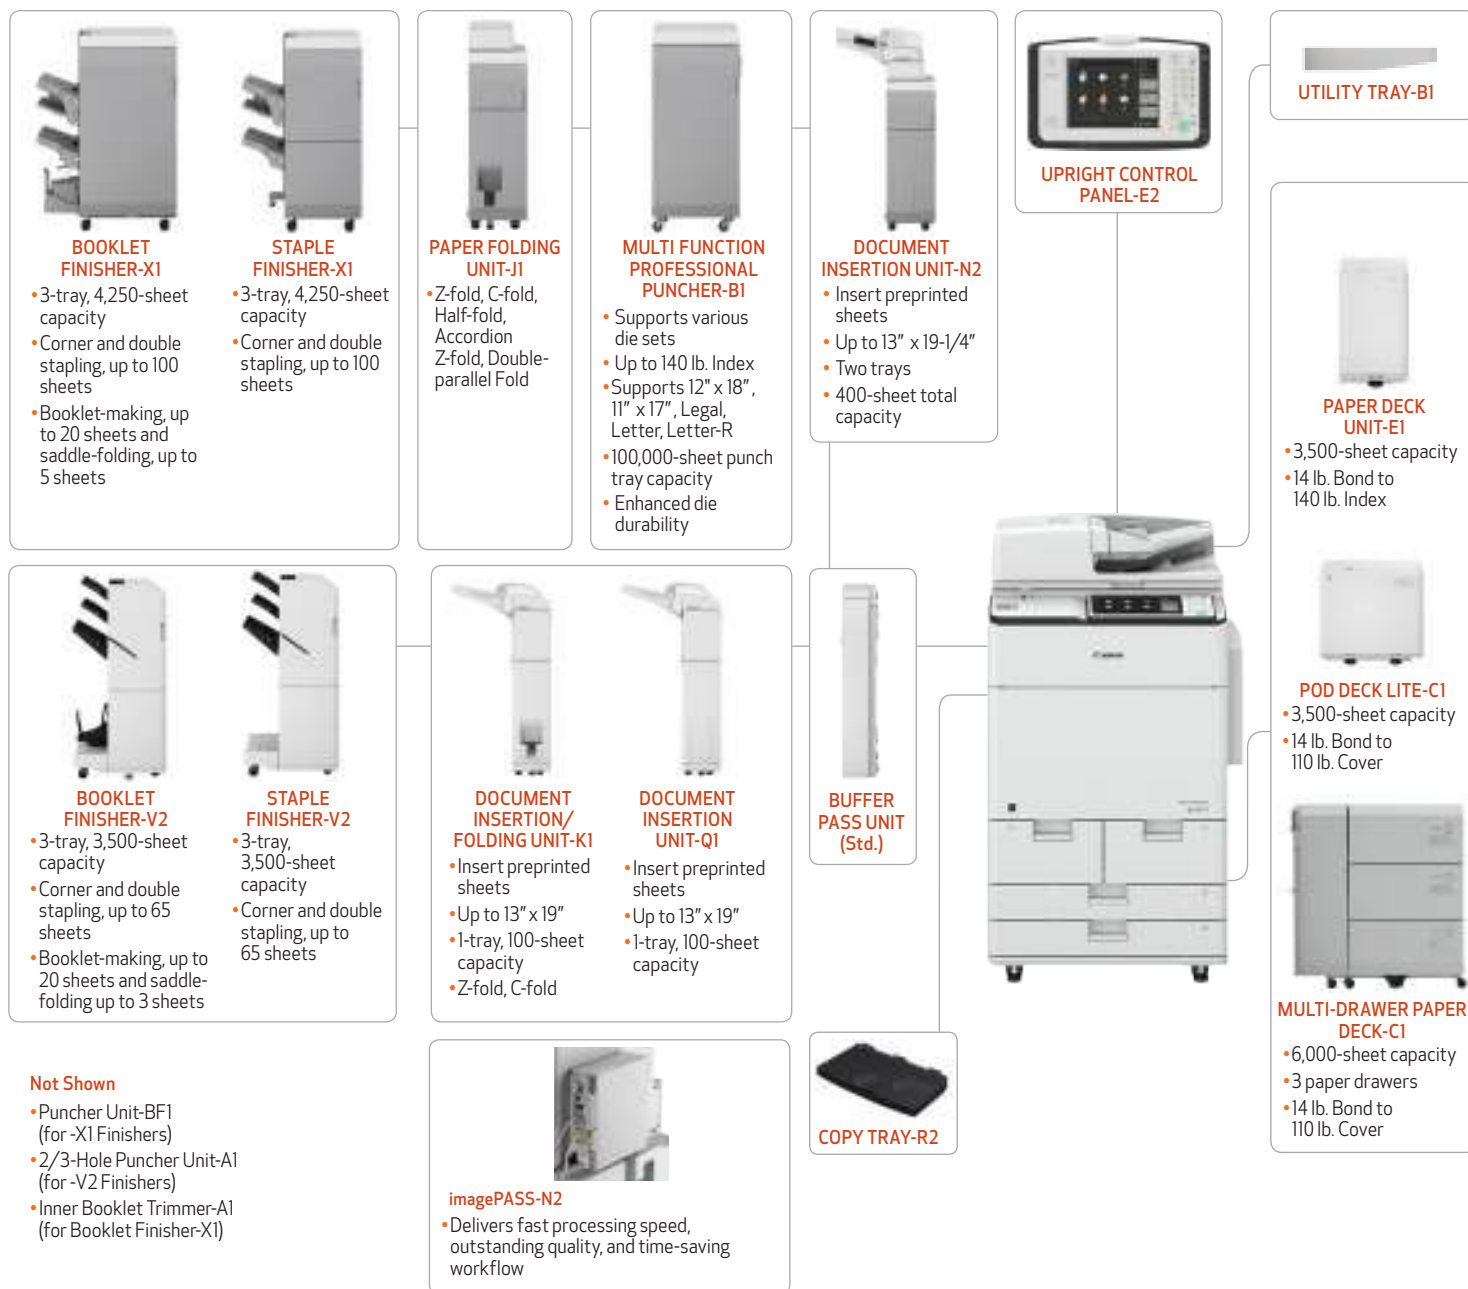 BOOKLET
FINISHER-X1
•3-tray, 4,250-sheet
capacity
•Corner and double
stapling, up to 100
sheets
•Booklet-making, up
to 20 sheets and
saddle-folding, up to
5 sheets
STAPLE
FINISHER-X1
•3-tray, 4,250-sheet
capacity
•Corner and double
stapling, up to 100
sheets
PAPER FOLDING
UNIT-J1
•Z-fold, C-fold,
Half-fold,
Accordion
Z-fold, Double-
parallel Fold
MULTI FUNCTION
PROFESSIONAL
PUNCHER-B1
• Supports various
die sets
• Up to 140 lb. Index
•Supports 12" x 18",
11" x 17", Legal,
Letter, Letter-R
•100,000-sheet punch
tray capacity
• Enhanced die
durability
DOCUMENT
INSERTION UNIT-N2
• Insert preprinted
sheets
• Up to 13" x 19-1/4"
• Two trays
• 400-sheet total
capacity
UPRIGHT CONTROL
PANEL-E2
UTILITY TRAY-B1
PAPER DECK
UNIT-E1
•3,500-sheet capacity
•14 lb. Bond to
140 lb. Index
POD DECK LITE-C1
•3,500-sheet capacity
•14 lb. Bond to
110 lb. Cover
MULTI-DRAWER PAPER
DECK-C1
•6,000-sheet capacity
•3 paper drawers
•14 lb. Bond to
110 lb. Cover
BOOKLET
FINISHER-V2
•3-tray, 3,500-sheet
capacity
•Corner and double
stapling, up to 65
sheets
•Booklet-making, up to
20 sheets and saddle-
folding up to 3 sheets
STAPLE
FINISHER-V2
•3-tray,
3,500-sheet
capacity
•Corner and double
stapling, up to
65 sheets
DOCUMENT
INSERTION/
FOLDING UNIT-K1
•Insert preprinted
sheets
•Up to 13" x 19"
•1-tray, 100-sheet
capacity
•Z-fold, C-fold
DOCUMENT
INSERTION
UNIT-Q1
•Insert preprinted
sheets
•Up to 13" x 19"
•1-tray, 100-sheet
capacity
BUFFER
PASS UNIT
(Std.)
Canon
COPY TRAY-R2
Not Shown
•Puncher Unit-BF1
(for -X1 Finishers)
•2/3-Hole Puncher Unit-A1
(for -V2 Finishers)
•Inner Booklet Trimmer-A1
(for Booklet Finisher-X1)
imagePASS-N2
•Delivers fast processing speed,
outstanding quality, and time-saving
workflow